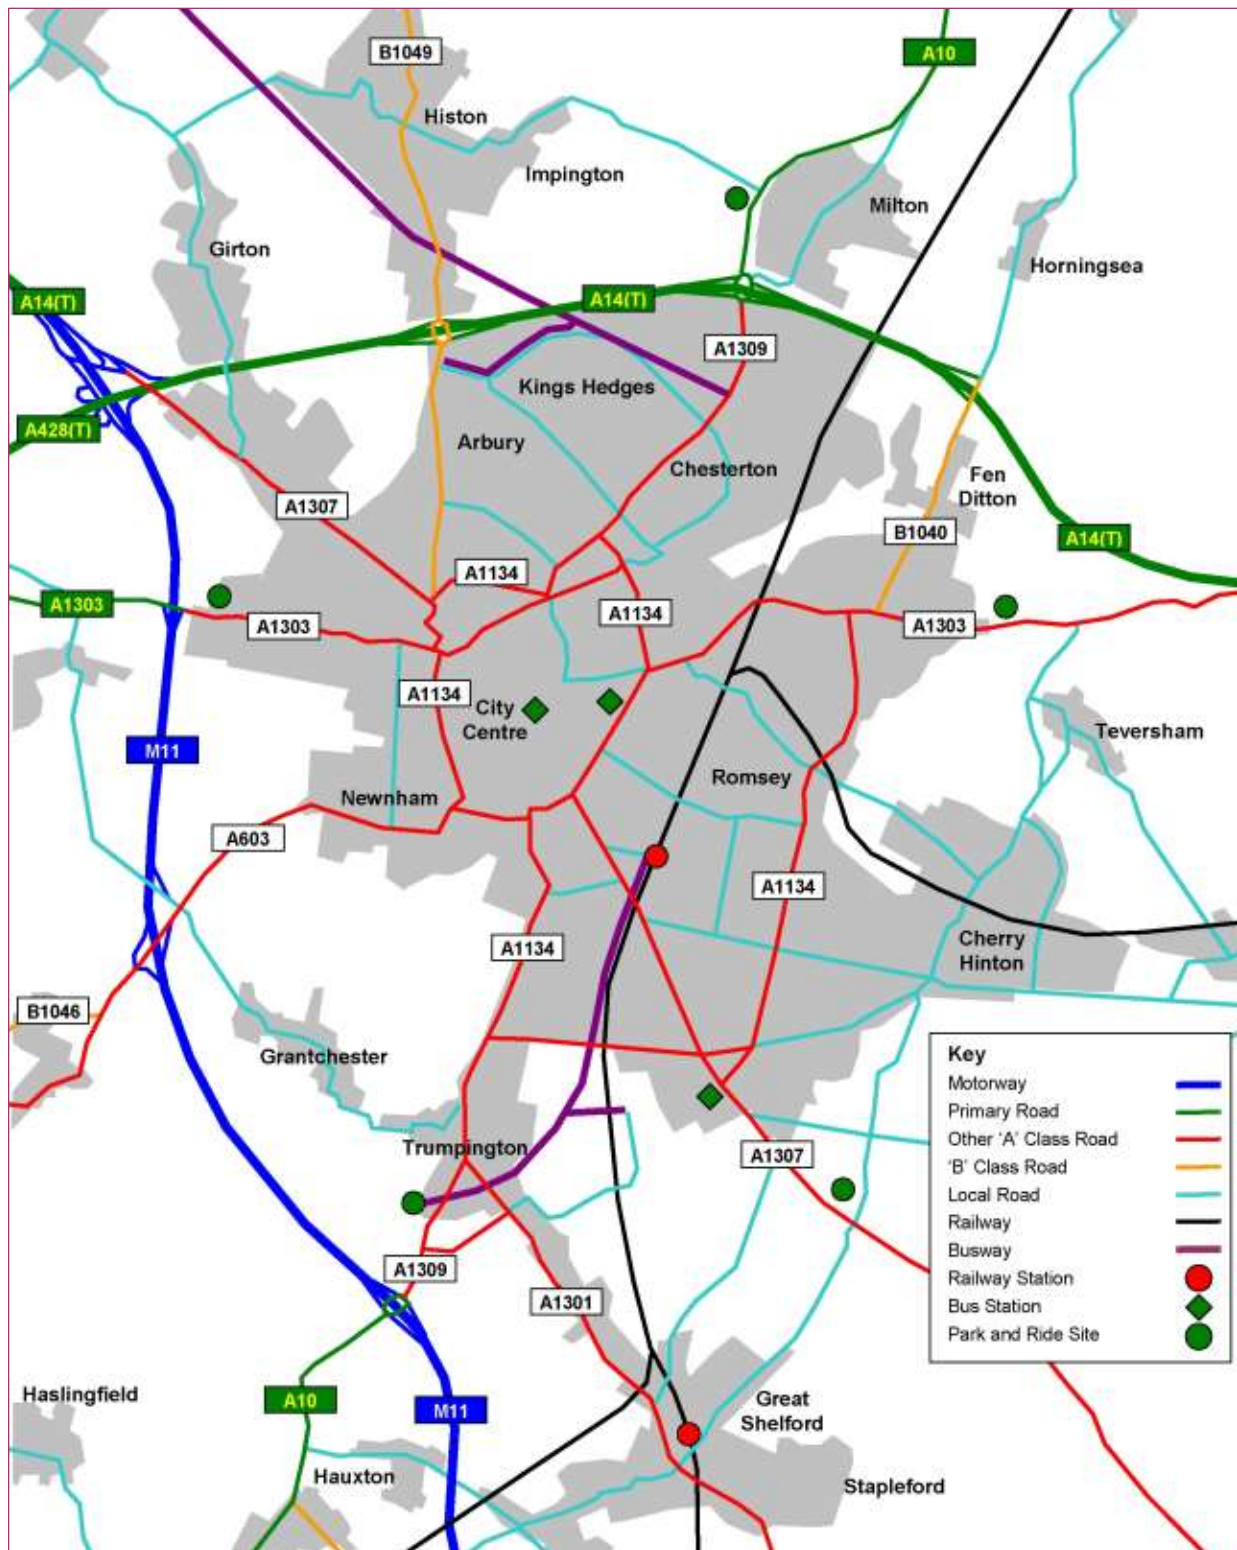 B1049
A10
Histon
Impington
Milton
Girton
Horningsea
A14(T)
A14(T)
A1309
Kings Hedges
A428(T)
Arbury
Chesterton
Fen
Ditton
A1307
B1040
A14(T)
A1134
A1303
A1303
A1134
A1303
A1134
City
Centre
Teversham
M11
Romsey
Newnham
A603
A1134
A1134
Cherry
Hinton
B1046
Grantchester
Key
Motorway
Primary Road
Other ‘A’ Class Road
‘B’ Class Road
Local Road
Railway
Busway
Railway Station
Bus Station
Park and Ride Site
Trumpington
A1307
A1309
A1301
Haslingfield
A10
M11
Great
Shelford
Hauxton
Stapleford